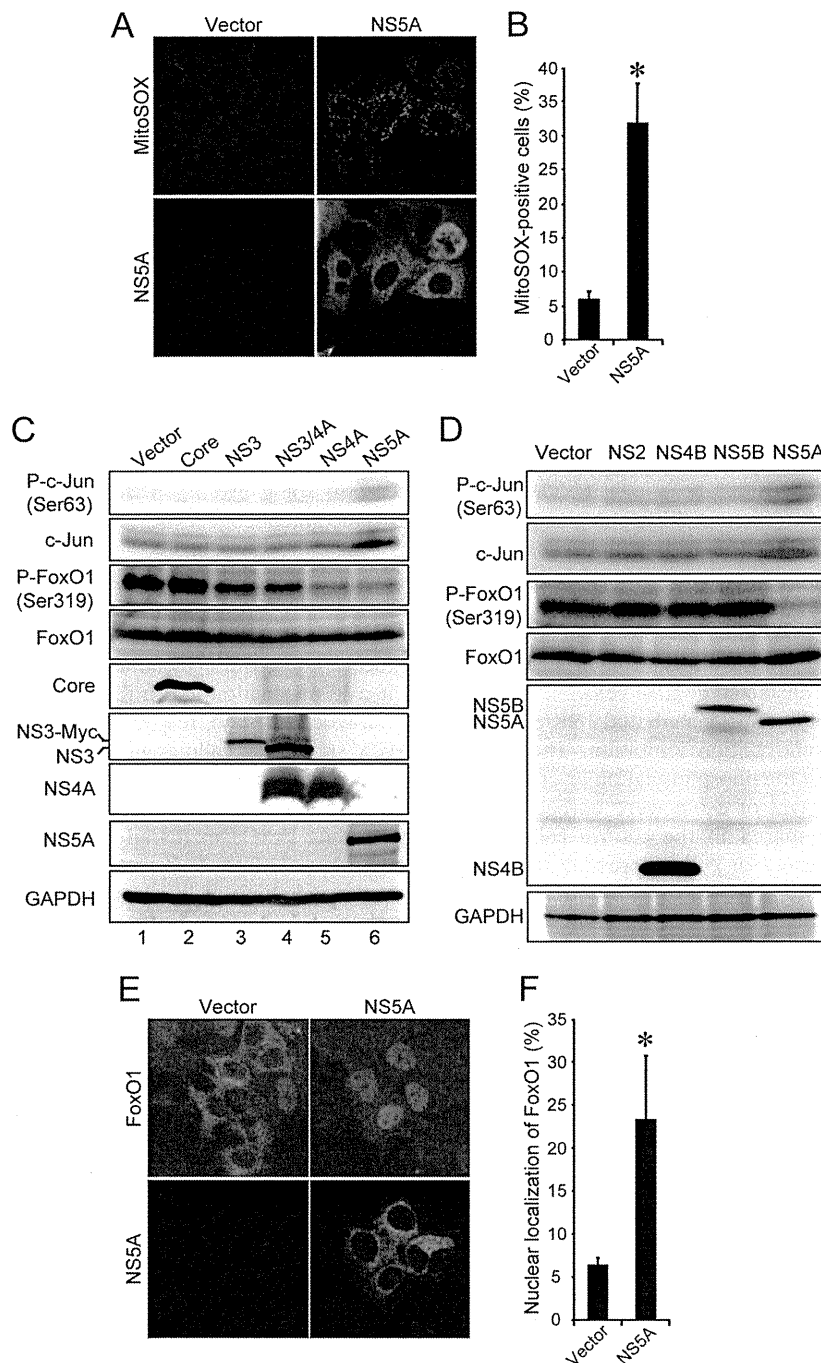 A
Vector NS5A
MitoSOX
NS5A
B
MitoSOX-positive cells (%)
40
35
30
25
20
15
10
5
0
*
Vector NS5A
C
Vector Core NS3 NS3/4A NS4A NS5A
P-c-Jun
(Ser63)
c-Jun
P-FoxO1
(Ser319)
FoxO1
Core
NS3-Myc
NS3
NS4A
NS5A
GAPDH
1 2 3 4 5 6
D
Vector NS2 NS4B NS5B NS5A
P-c-Jun
(Ser63)
c-Jun
P-FoxO1
(Ser319)
FoxO1
NS5B
NS5A
NS4B
GAPDH
E
Vector NS5A
FoxO1
NS5A
F
Nuclear localization of FoxO1 (%)
35
30
25
20
15
10
5
0
*
Vector NS5A